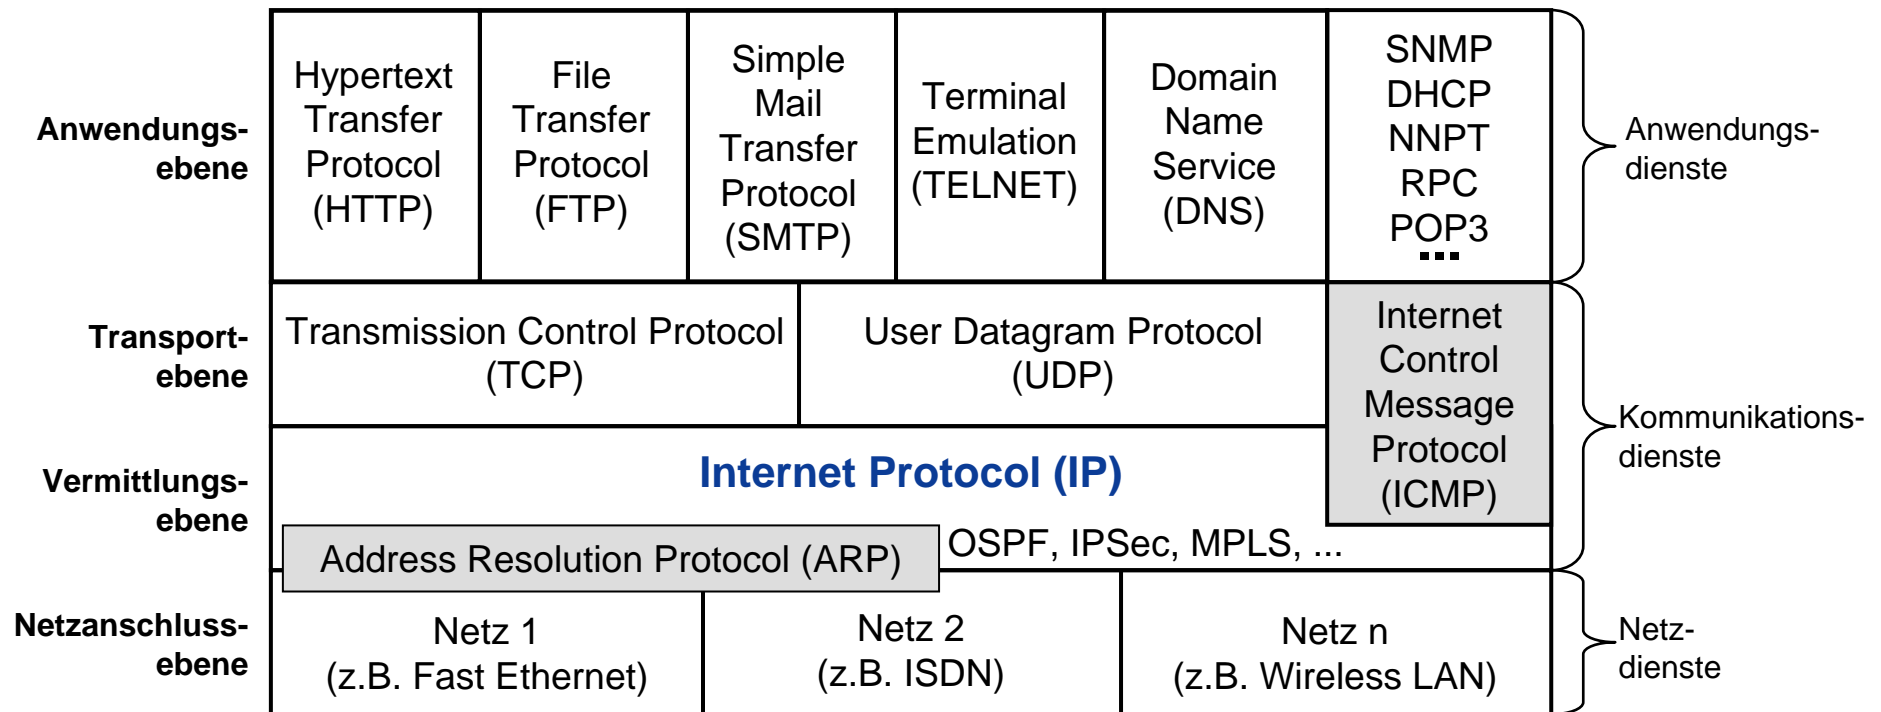 Anwendungs-
ebene
Hypertext
Transfer
Protocol
(HTTP)
File
Transfer
Protocol
(FTP)
Simple
Mail
Transfer
Protocol
(SMTP)
Terminal
Emulation
(TELNET)
Domain
Name
Service
(DNS)
SNMP
DHCP
NNPT
RPC
POP3
...
Anwendungs-
dienste
Transport-
ebene
Transmission Control Protocol
(TCP)
User Datagram Protocol
(UDP)
Internet
Control
Message
Protocol
(ICMP)
Kommunikations-
dienste
Vermittlungs-
ebene
Internet Protocol (IP)
OSPF, IPSec, MPLS, ...
Address Resolution Protocol (ARP)
Netzanschluss-
ebene
Netz 1
(z.B. Fast Ethernet)
Netz 2
(z.B. ISDN)
Netz n
(z.B. Wireless LAN)
Netz-
dienste